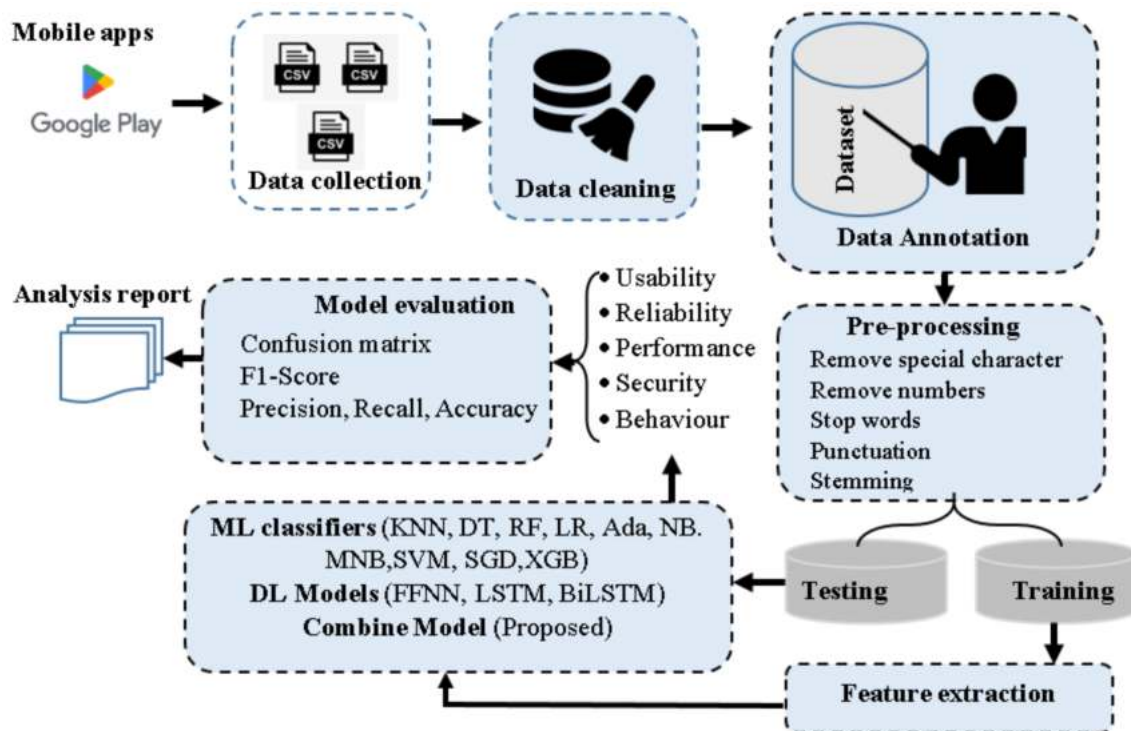 Mobile apps
Google Play
CSV
CSV
CSV
Data collection
Data cleaning
Dataset
Data Annotation
Pre-processing
Remove special character
Remove numbers
Stop words
Punctuation
Stemming
Testing
Training
Feature extraction
ML classifiers (KNN, DT, RF, LR, Ada, NB.
MNB,SVM, SGD,XGB)
DL Models (FFNN, LSTM, BiLSTM)
Combine Model (Proposed)
• Usability
• Reliability
• Performance
• Security
• Behaviour
Model evaluation
Confusion matrix
F1-Score
Precision, Recall, Accuracy
Analysis report